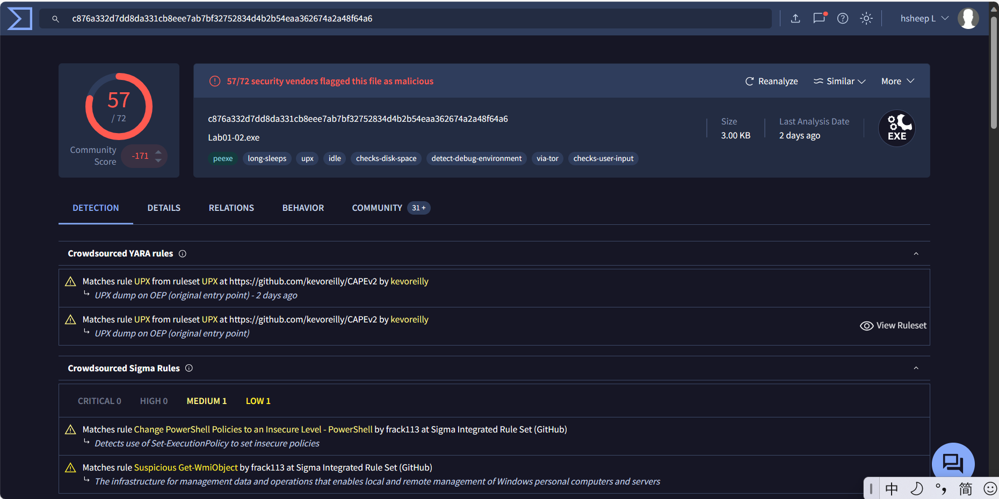 c876a332d7dd8da331cb8eee7ab7bf32752834d4b2b54eaa362674a2a48f64a6
hsheep L
57
/ 72
Community Score
-171
57/72 security vendors flagged this file as malicious
Reanalyze
Similar
More
c876a332d7dd8da331cb8eee7ab7bf32752834d4b2b54eaa362674a2a48f64a6
Lab01-02.exe
Size
3.00 KB
Last Analysis Date
2 days ago
EXE
peexe long-sleeps upx idle checks-disk-space detect-debug-environment via-tor checks-user-input
DETECTION DETAILS RELATIONS BEHAVIOR COMMUNITY 31 +
Crowdsourced YARA rules
Matches rule UPX from ruleset UPX at https://github.com/kevoreilly/CAPEv2 by kevoreilly
UPX dump on OEP (original entry point) - 2 days ago
Matches rule UPX from ruleset UPX at https://github.com/kevoreilly/CAPEv2 by kevoreilly
UPX dump on OEP (original entry point)
View Ruleset
Crowdsourced Sigma Rules
CRITICAL 0 HIGH 0 MEDIUM 1 LOW 1
Matches rule Change PowerShell Policies to an Insecure Level - PowerShell by frack113 at Sigma Integrated Rule Set (GitHub)
Detects use of Set-ExecutionPolicy to set insecure policies
Matches rule Suspicious Get-WmiObject by frack113 at Sigma Integrated Rule Set (GitHub)
The infrastructure for management data and operations that enables local and remote management of Windows personal computers and servers
中 °, 简